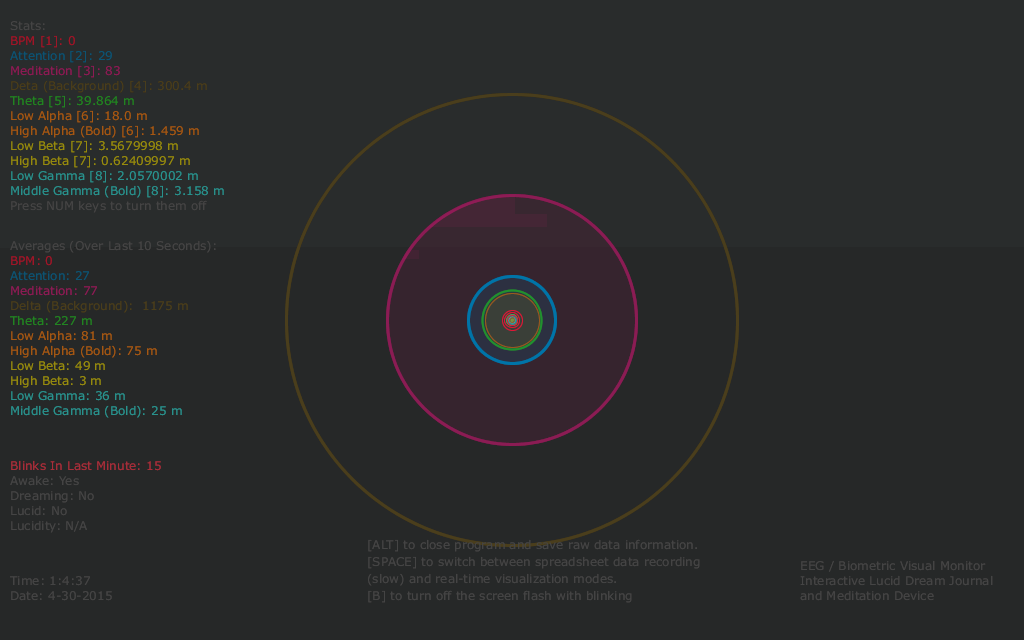 Stats:
BPM [1]: 0
Attention [2]: 29
Meditation [3]: 83
Deta (Background) [4]: 300.4 m
Theta [5]: 39.864 m
Low Alpha [6]: 18.0 m
High Alpha (Bold) [6]: 1.459 m
Low Beta [7]: 3.5679998 m
High Beta [7]: 0.62409997 m
Low Gamma [8]: 2.0570002 m
Middle Gamma (Bold) [8]: 3.158 m
Press NUM keys to turn them off
Averages (Over Last 10 Seconds):
BPM: 0
Attention: 27
Meditation: 77
Delta (Background):  1175 m
Theta: 227 m
Low Alpha: 81 m
High Alpha (Bold): 75 m
Low Beta: 49 m
High Beta: 3 m
Low Gamma: 36 m
Middle Gamma (Bold): 25 m
Blinks In Last Minute: 15
Awake: Yes
Dreaming: No
Lucid: No
Lucidity: N/A
Time: 1:4:37
Date: 4-30-2015
[ALT] to close program and save raw data information.
[SPACE] to switch between spreadsheet data recording
(slow) and real-time visualization modes.
[B] to turn off the screen flash with blinking
EEG / Biometric Visual Monitor
Interactive Lucid Dream Journal
and Meditation Device